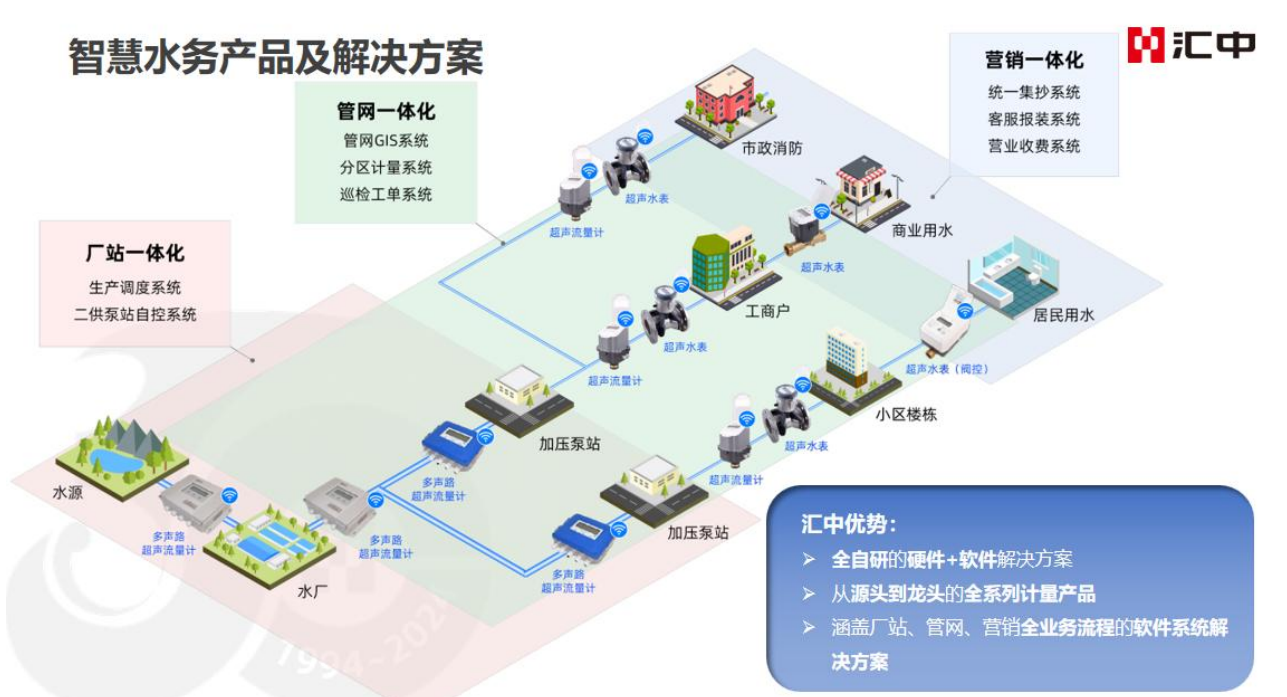 智慧水务产品及解决方案
汇中
管网一体化
管网GIS系统
分区计量系统
巡检工单系统
营销一体化
统一集抄系统
客服报装系统
营业收费系统
厂站一体化
生产调度系统
二供泵站自控系统
市政消防
超声水表
超声流量计
商业用水
超声水表
工商户
超声水表
超声流量计
居民用水
超声水表（阀控）
小区楼栋
超声水表
超声流量计
加压泵站
多声路
超声流量计
加压泵站
多声路
超声流量计
水源
多声路
超声流量计
水厂
多声路
超声流量计
汇中优势：
➢ 全自研的硬件+软件解决方案
➢ 从源头到龙头的全系列计量产品
➢ 涵盖厂站、管网、营销全业务流程的软件系统解
决方案